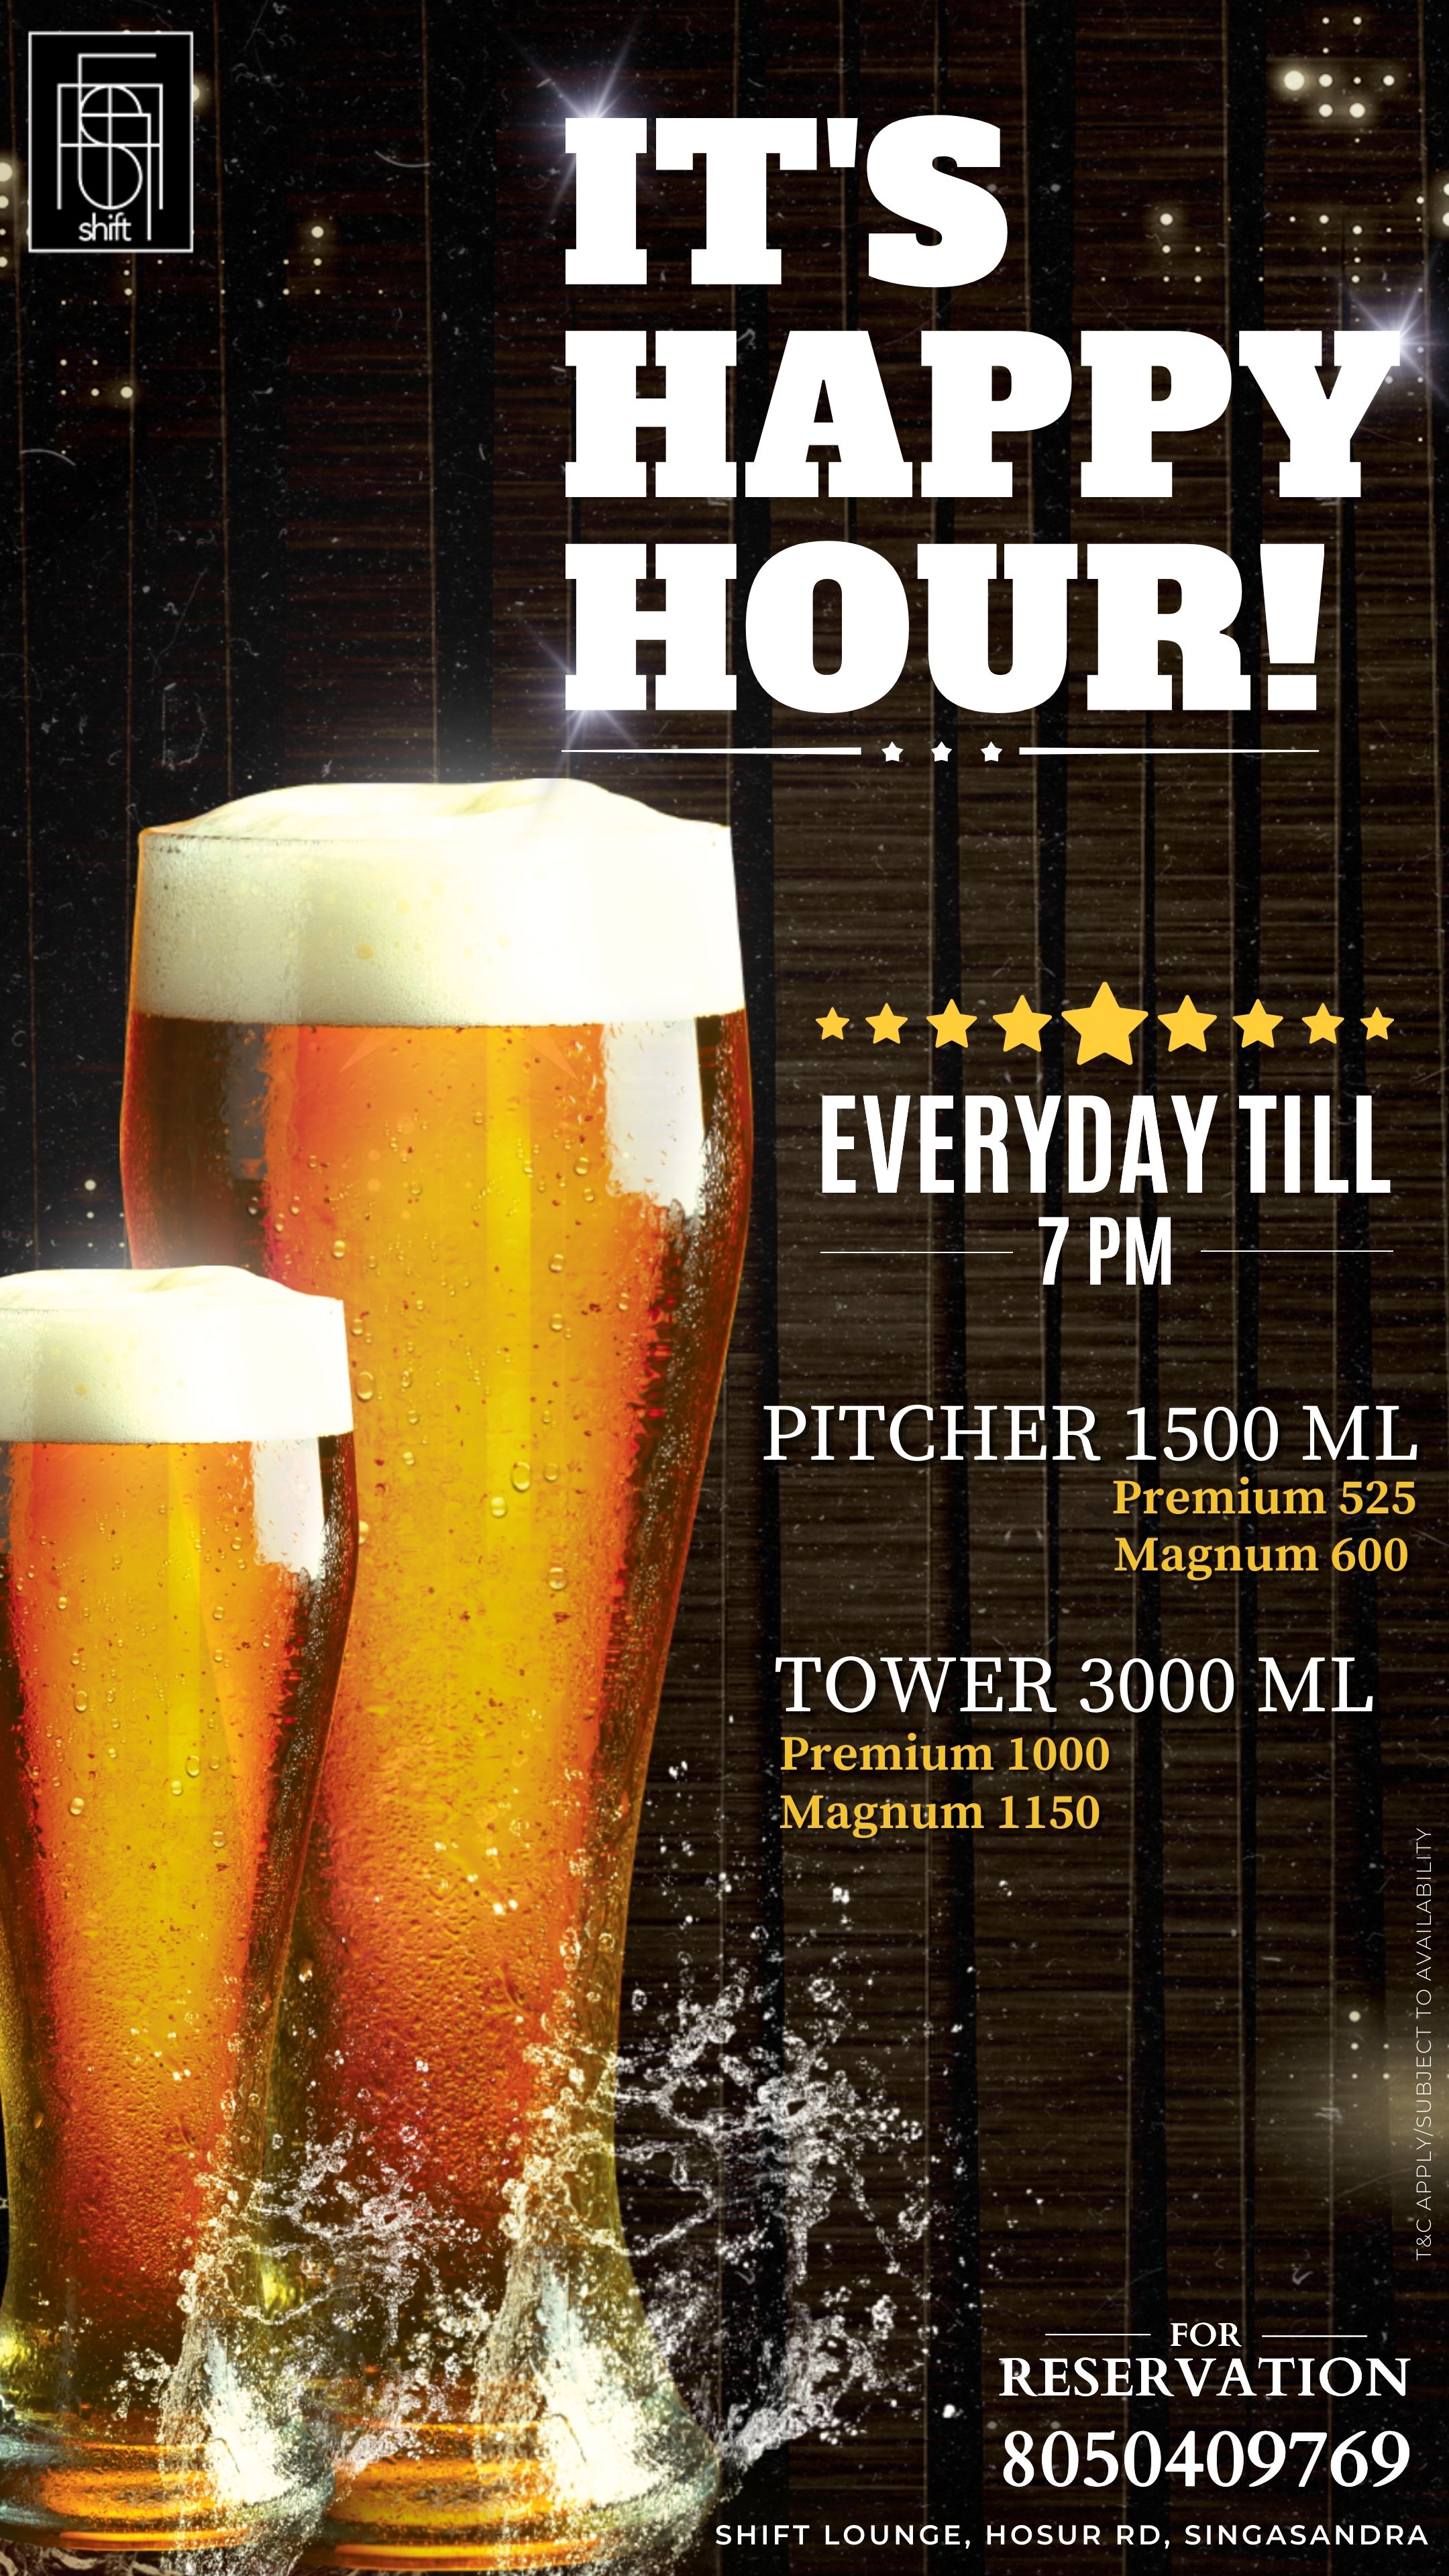 shift
IT'S
HAPPY
HOUR!
EVERYDAY TILL
7 PM
PITCHER 1500 ML
Premium 525
Magnum 600
TOWER 3000 ML
Premium 1000
Magnum 1150
T&C APPLY/SUBJECT TO AVAILABILITY
FOR
RESERVATION
8050409769
SHIFT LOUNGE, HOSUR RD, SINGASANDRA